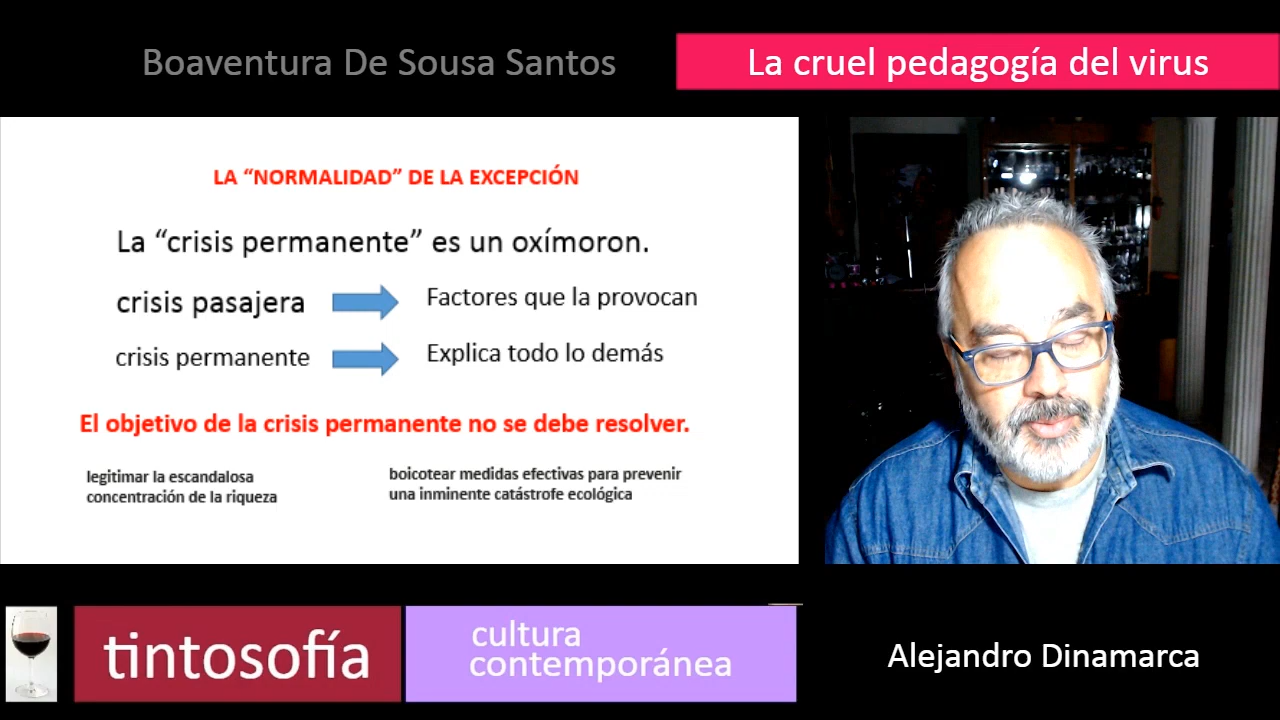 Boaventura De Sousa Santos
La cruel pedagogía del virus
LA “NORMALIDAD” DE LA EXCEPCIÓN
La “crisis permanente” es un oxímoron.
crisis pasajera
Factores que la provocan
crisis permanente
Explica todo lo demás
El objetivo de la crisis permanente no se debe resolver.
legitimar la escandalosa
concentración de la riqueza
boicotear medidas efectivas para prevenir
una inminente catástrofe ecológica
tintosofía
cultura
contemporánea
Alejandro Dinamarca